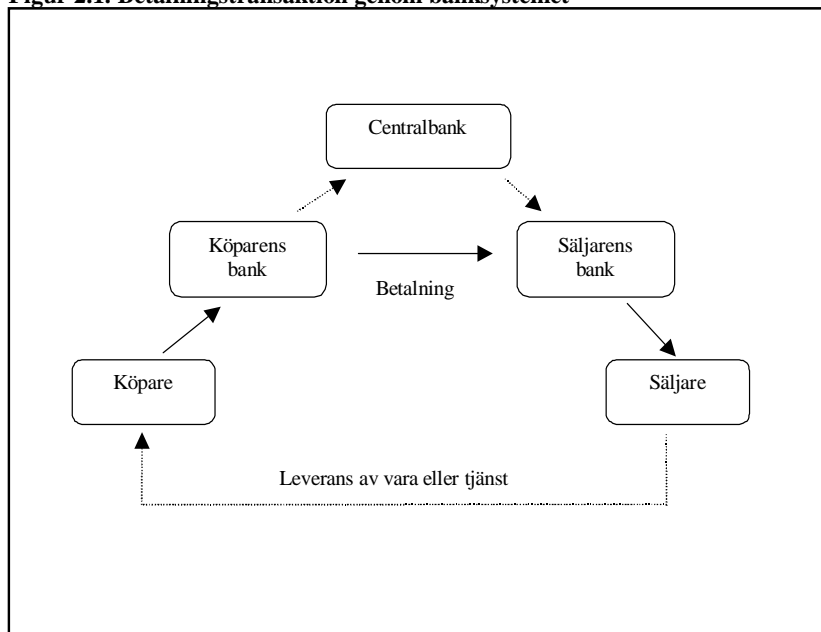 Figur 2.1. Betalningstransaktion genom banksystemet
Centralbank
Köparens
bank
Säljarens
bank
Betalning
Köpare
Säljare
Leverans av vara eller tjänst